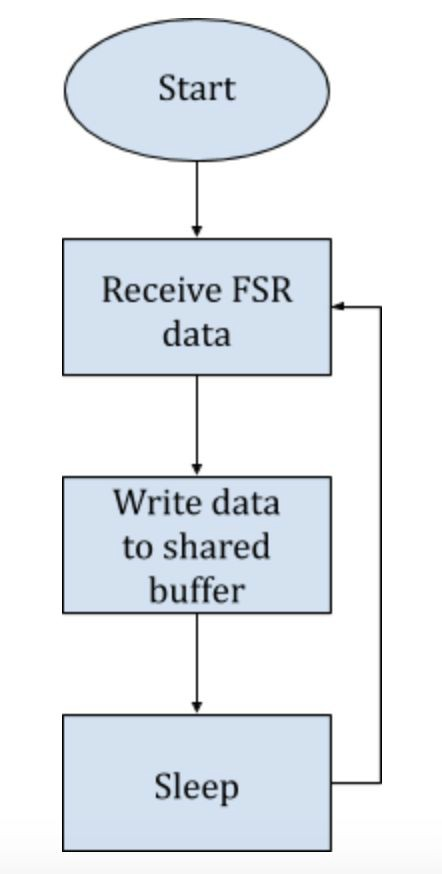 Start
Receive FSR
data
Write data
to shared
buffer
Sleep